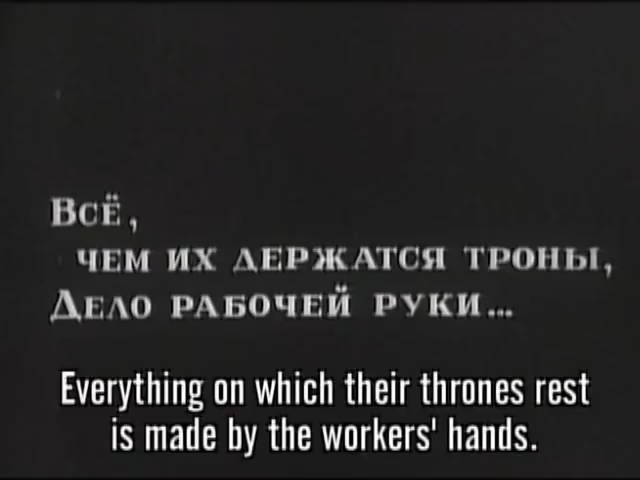 Всё,
чем их держатся троны,
Дело рабочей руки...
Everything on which their thrones rest
is made by the workers' hands.